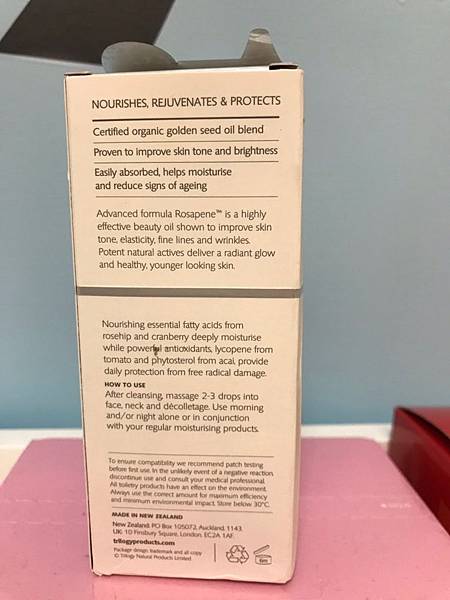 NOURISHES, REJUVENATES & PROTECTS
Certified organic golden seed oil blend
Proven to improve skin tone and brightness
Easily absorbed, helps moisturise
and reduce signs of ageing
Advanced formula Rosapene™ is a highly
effective beauty oil shown to improve skin
tone, elasticity, fine lines and wrinkles.
Potent natural actives deliver a radiant glow
and healthy, younger looking skin.
Nourishing essential fatty acids from
rosehip and cranberry deeply moisturise
while powerful antioxidants, lycopene from
tomato and phytosterol from acai, provide
daily protection from free radical damage.
HOW TO USE
After cleansing, massage 2-3 drops into
face, neck and décolletage. Use morning
and/or night alone or in conjunction
with your regular moisturising products.
To ensure compatibility we recommend patch testing
before first use. In the unlikely event of a negative reaction
discontinue use and consult your medical professional.
All toiletry products have an effect on the environment.
Always use the correct amount for maximum efficiency
and minimum environmental impact. Store below 30°C.
MADE IN NEW ZEALAND
New Zealand: PO Box 105072, Auckland, 1143
UK: 1D Finsbury Square, London, EC2A 1AF.
trilogyproducts.com
Package design, trademark and all copy
© Trilogy Natural Products Limited
6m